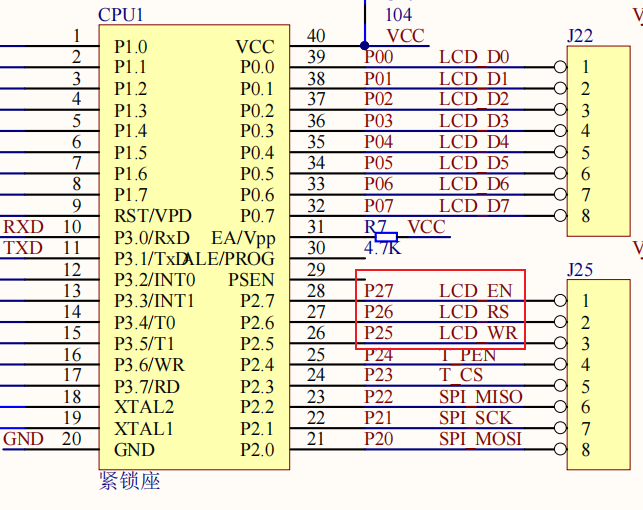 CPU1
104
40 VCC
1 P1.0 VCC J22
2 P1.1 P0.0 39 P00 LCD_D0 1
3 P1.2 P0.1 38 P01 LCD_D1 2
4 P1.3 P0.2 37 P02 LCD_D2 3
5 P1.4 P0.3 36 P03 LCD_D3 4
6 P1.5 P0.4 35 P04 LCD_D4 5
7 P1.6 P0.5 34 P05 LCD_D5 6
8 P1.7 P0.6 33 P06 LCD_D6 7
9 RST/VPD P0.7 32 P07 LCD_D7 8
RXD 10 P3.0/RxD EA/Vpp 31 R7 VCC
TXD 11 P3.1/TxD ALE/PROG 30 4.7K
12 P3.2/INT0 PSEN 29 J25
13 P3.3/INT1 P2.7 28 P27 LCD_EN 1
14 P3.4/T0 P2.6 27 P26 LCD_RS 2
15 P3.5/T1 P2.5 26 P25 LCD_WR 3
16 P3.6/WR P2.4 25 P24 T_PEN 4
17 P3.7/RD P2.3 24 P23 T_CS 5
18 XTAL2 P2.2 23 P22 SPI_MISO 6
19 XTAL1 P2.1 22 P21 SPI_SCK 7
GND 20 GND P2.0 21 P20 SPI_MOSI 8
紧锁座